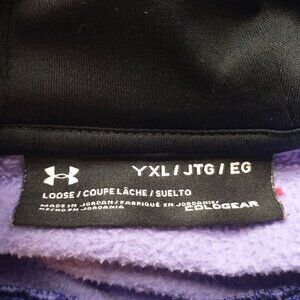 YXL / JTG / EG
LOOSE / COUPE LÂCHE / SUELTO
MADE IN JORDAN / FABRIQUÉ EN JORDANIE /
HECHO EN JORDANIA
COLDGEAR